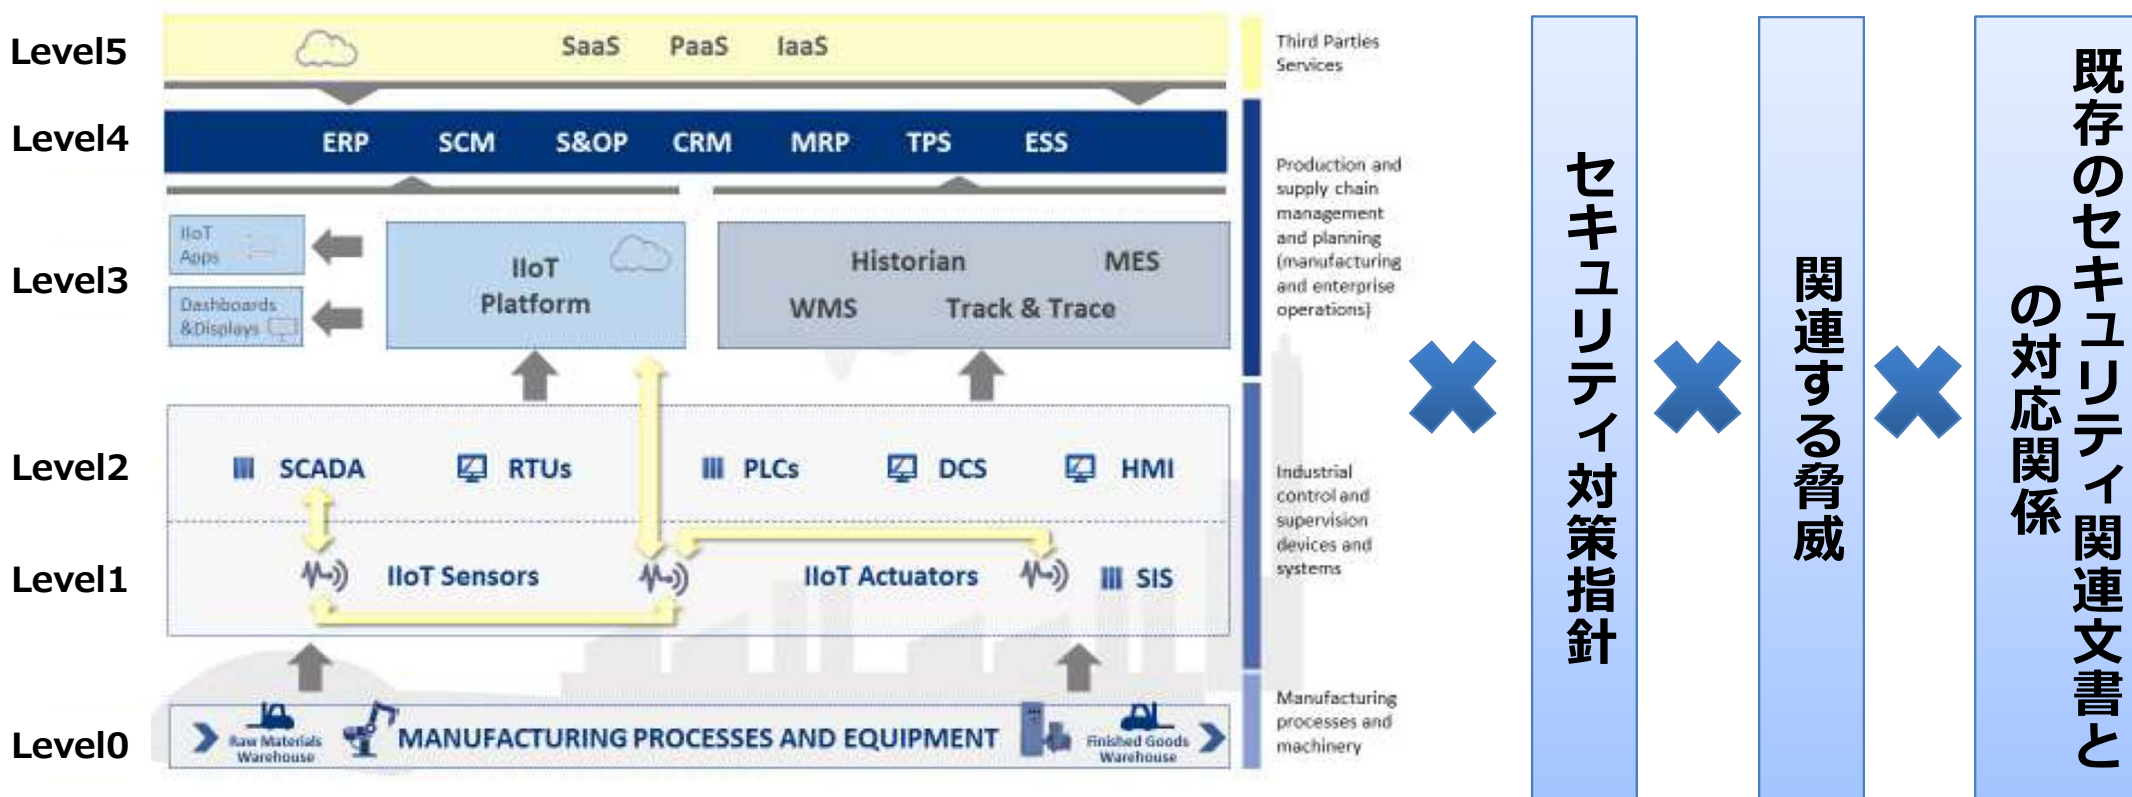 Level5
SaaS PaaS IaaS
Third Parties
Services
Level4
ERP SCM S&OP CRM MRP TPS ESS
Production and
supply chain
management
and planning
(manufacturing
and enterprise
operations)
Level3
IIoT
Apps
Dashboards
&Displays
IIoT
Platform
Historian MES
WMS Track & Trace
Level2
SCADA RTUs PLCs DCS HMI
Industrial
control and
supervision
devices and
systems
Level1
IIoT Sensors IIoT Actuators SIS
Level0
Raw Materials
Warehouse
MANUFACTURING PROCESSES AND EQUIPMENT
Finished Goods
Warehouse
Manufacturing
processes and
machinery
セキュリティ対策指針
関連する脅威
既存のセキュリティ関連文書と
の対応関係